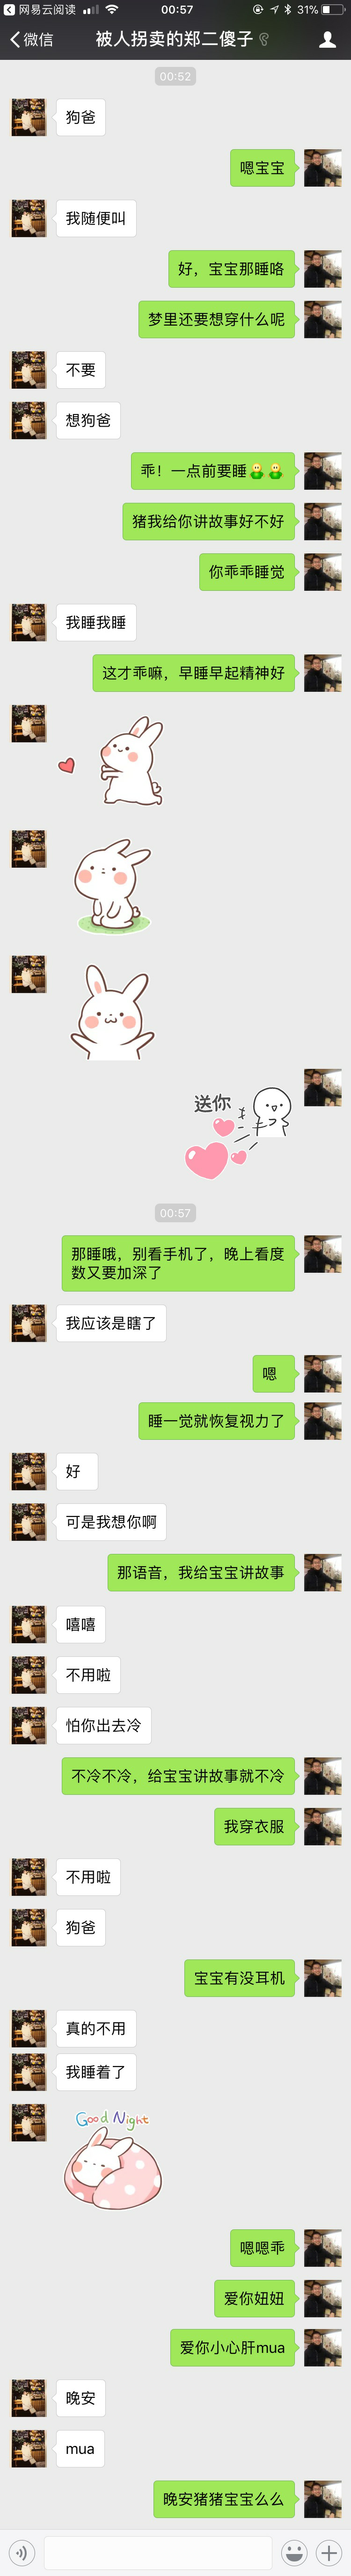 网易云阅读
00:57
31%
微信
被人拐卖的郑二傻子
00:52
狗爸
嗯宝宝
我随便叫
好，宝宝那睡咯
梦里还要想穿什么呢
不要
想狗爸
乖！一点前要睡
猪我给你讲故事好不好
你乖乖睡觉
我睡我睡
这才乖嘛，早睡早起精神好
送你
00:57
那睡哦，别看手机了，晚上看度
数又要加深了
我应该是瞎了
嗯
睡一觉就恢复视力了
好
可是我想你啊
那语音，我给宝宝讲故事
嘻嘻
不用啦
怕你出去冷
不冷不冷，给宝宝讲故事就不冷
我穿衣服
不用啦
狗爸
宝宝有没耳机
真的不用
我睡着了
Good Night
嗯嗯乖
爱你妞妞
爱你小心肝mua
晚安
mua
晚安猪猪宝宝么么